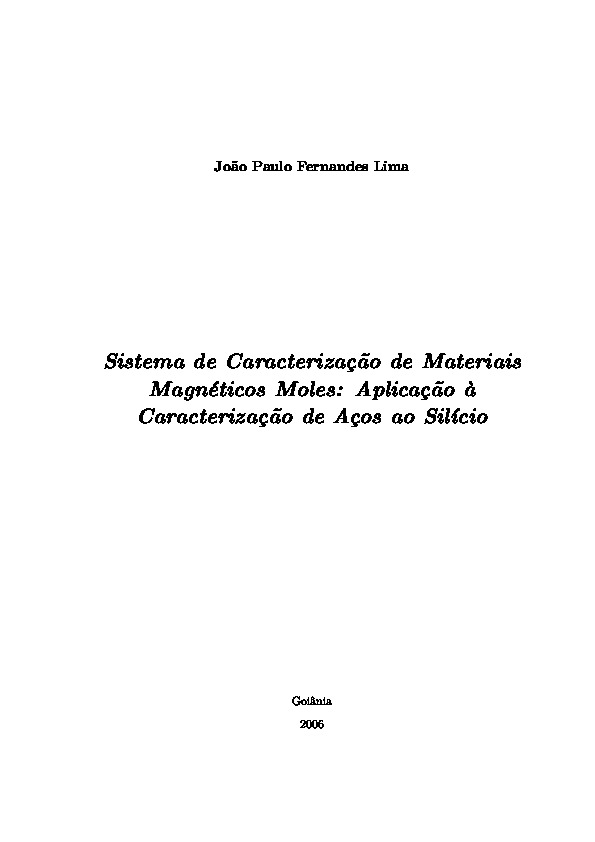 João Paulo Fernandes Lima
Sistema de Caracterização de Materiais
Magnéticos Moles: Aplicação à
Caracterização de Aços ao Silício
Goiânia
2006